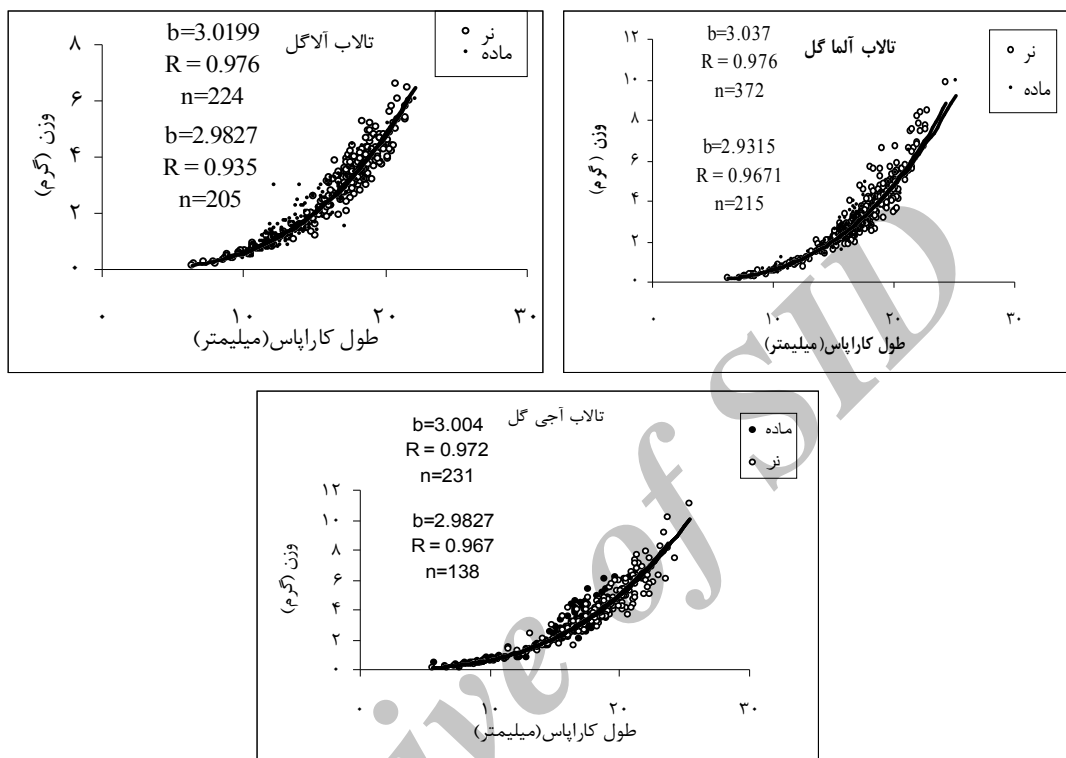 تالاب آلاگل
نر
ماده
b=3.0199
R = 0.976
n=224
b=2.9827
R = 0.935
n=205
وزن (گرم)
۸
۶
۴
۲
۰
۰ ۱۰ ۲۰ ۳۰
طول کاراپاس(میلیمتر)
تالاب آلما گل
نر
ماده
b=3.037
R = 0.976
n=372
b=2.9315
R = 0.9671
n=215
وزن ( گرم)
۱۲
۱۰
۸
۶
۴
۲
۰
۰ ۱۰ ۲۰ ۳۰
طول کاراپاس(میلیمتر)
تالاب آجی گل
ماده
نر
b=3.004
R = 0.972
n=231
b=2.9827
R = 0.967
n=138
وزن (گرم)
۱۲
۱۰
۸
۶
۴
۲
۰
۰ ۱۰ ۲۰ ۳۰
طول کاراپاس(میلیمتر)
ive of SID